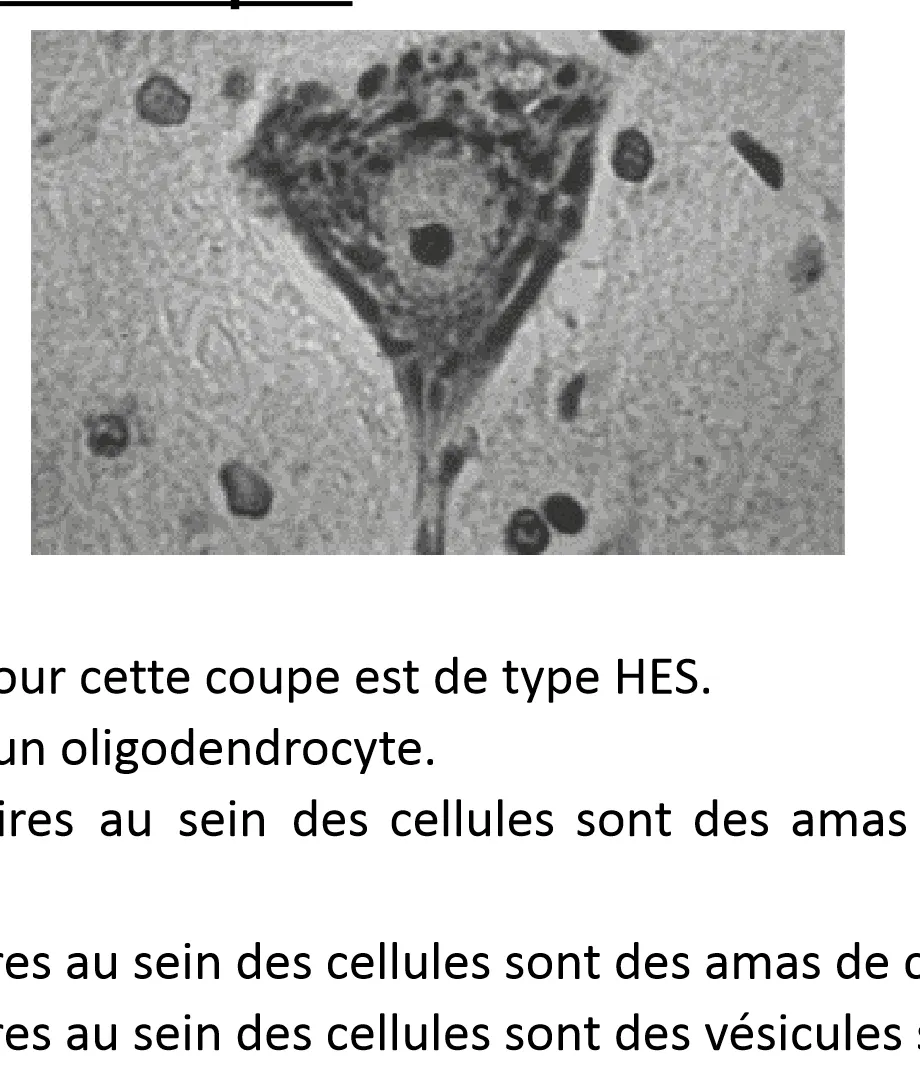 our cette coupe est de type HES.
un oligodendrocyte.
ires au sein des cellules sont des amas
res au sein des cellules sont des amas de
res au sein des cellules sont des vésicules